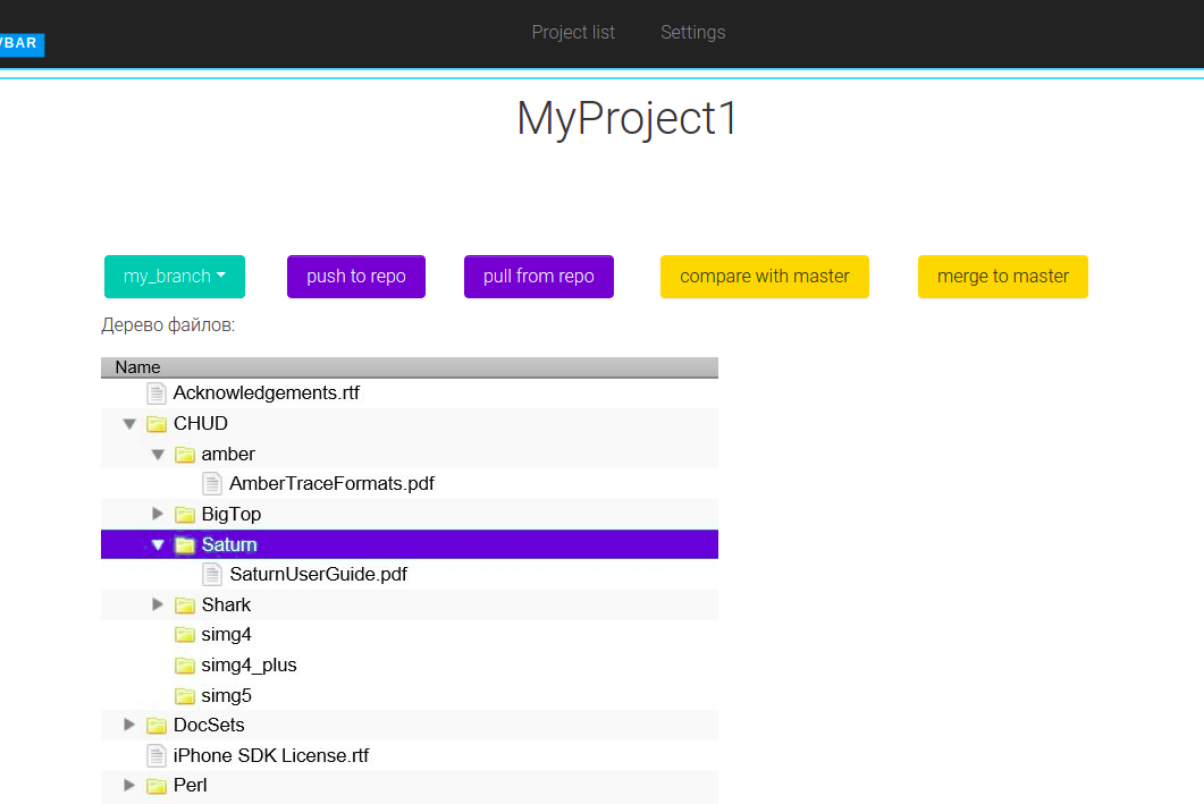 Project list Settings
VBAR
MyProject1
my_branch push to repo pull from repo compare with master merge to master
Дерево файлов:
Name
Acknowledgements.rtf
CHUD
amber
AmberTraceFormats.pdf
BigTop
Saturn
SaturnUserGuide.pdf
Shark
simg4
simg4_plus
simg5
DocSets
iPhone SDK License.rtf
Perl